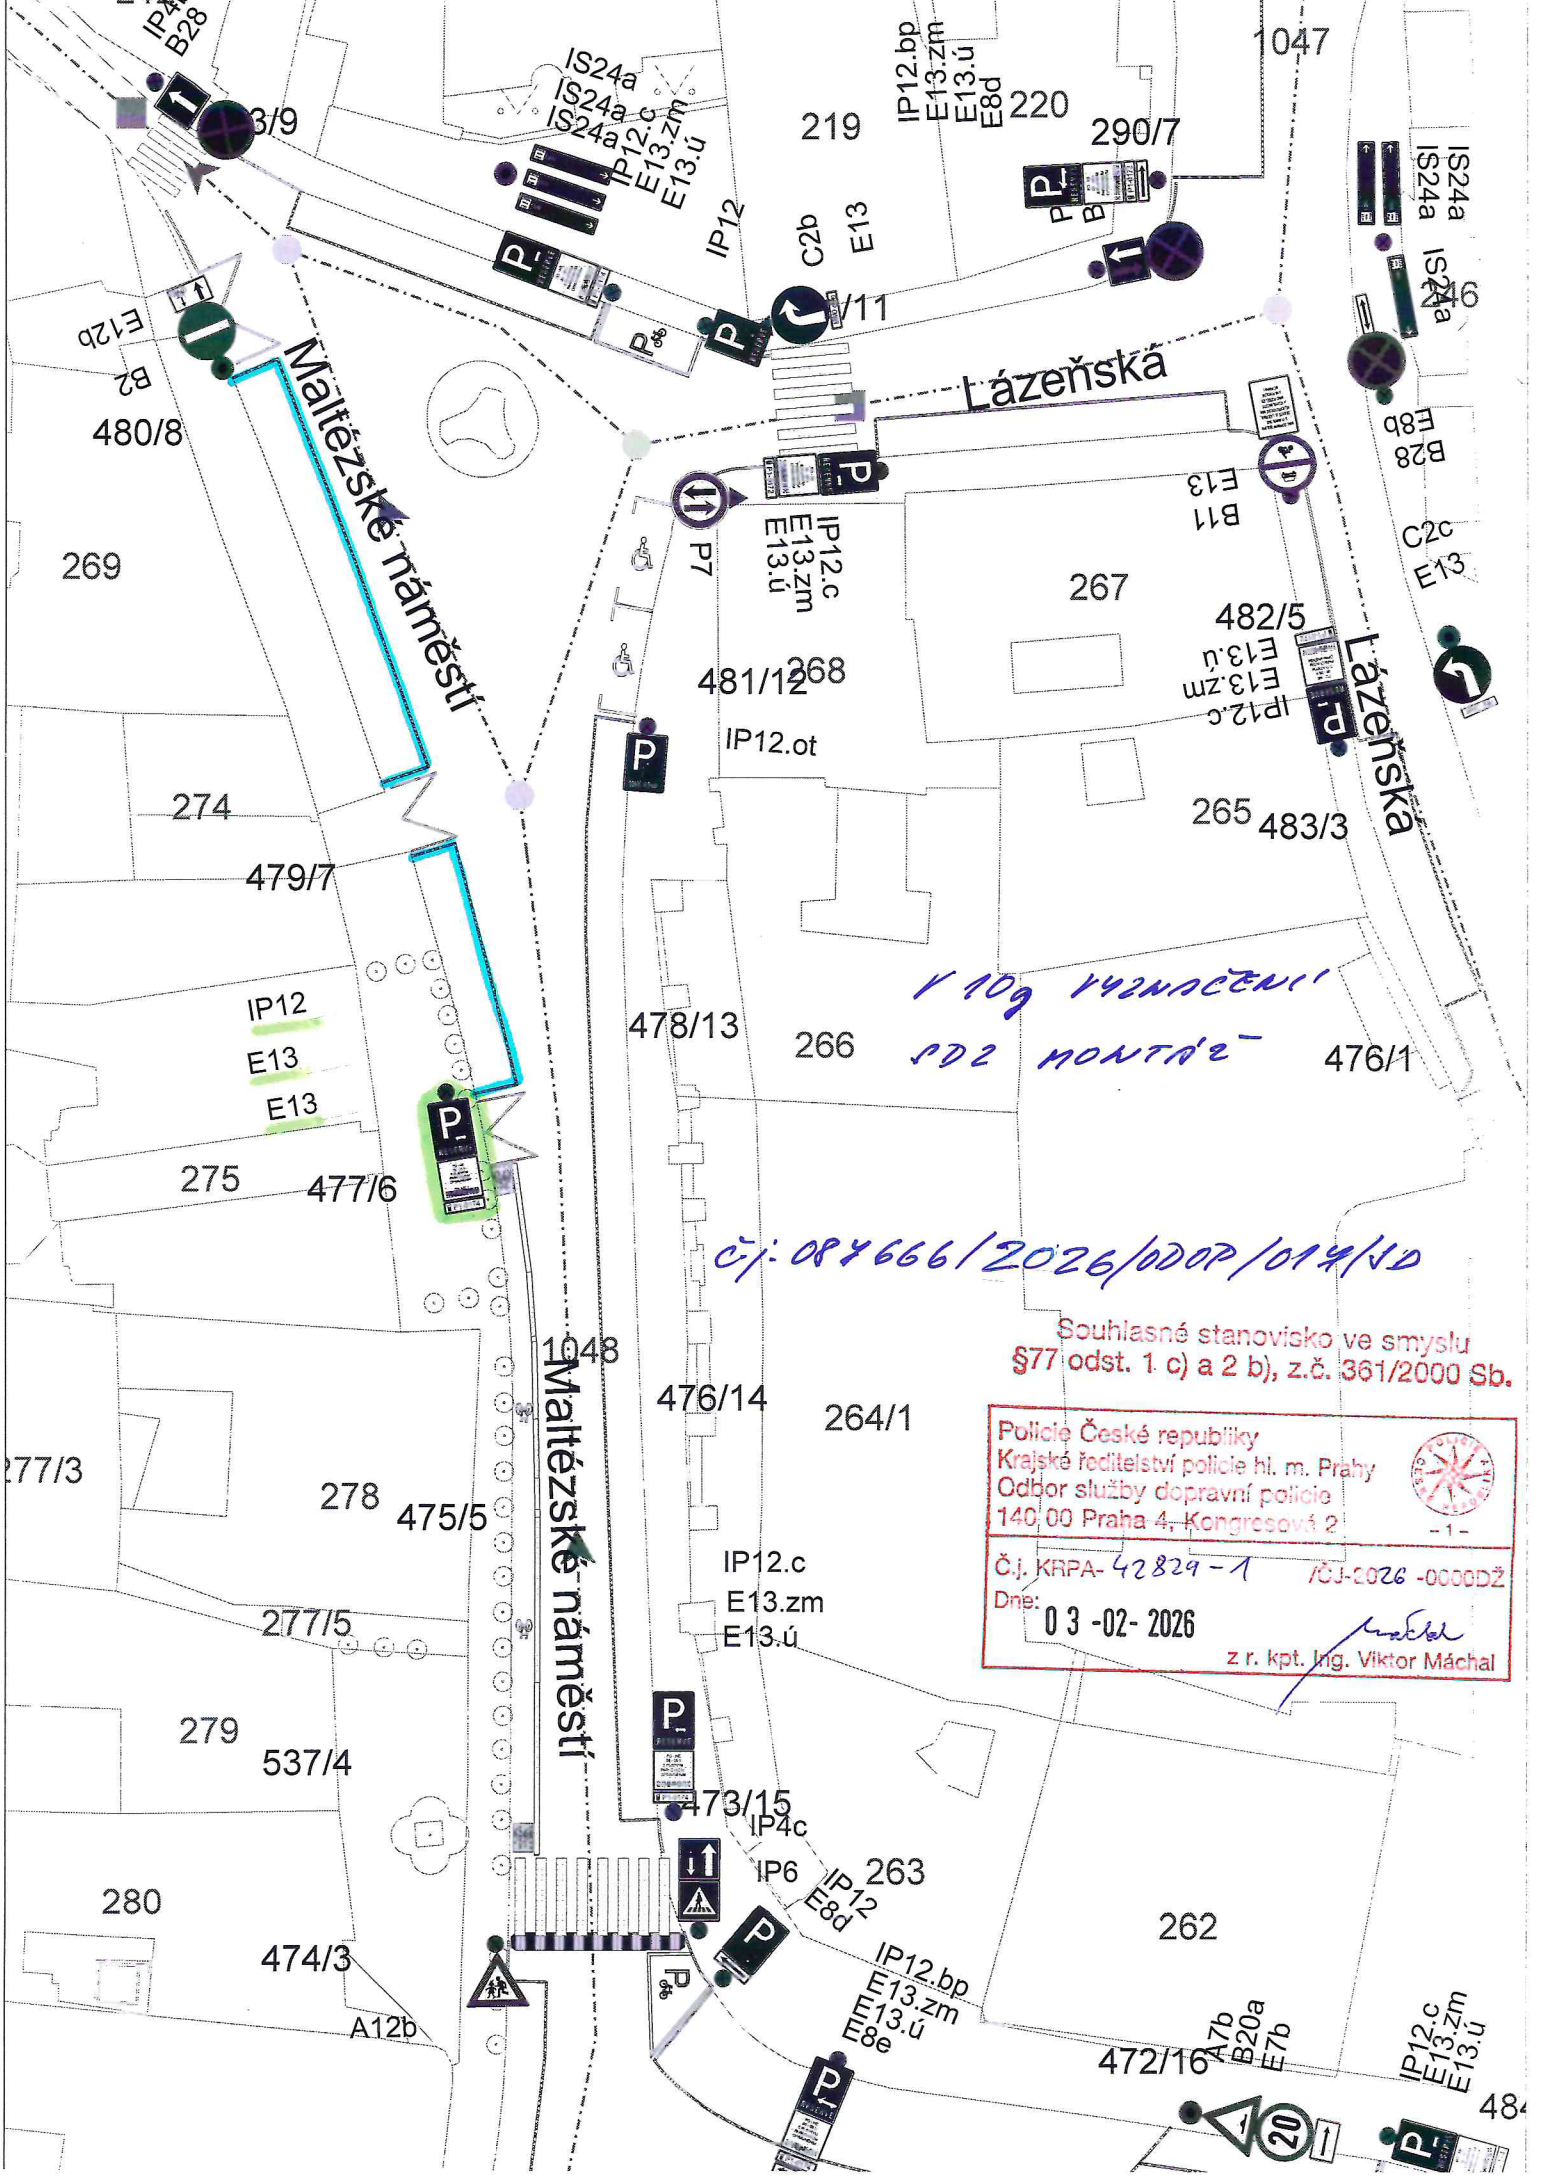 B28
3/9
IS24a
IS24a
IS24a
IP12.c
E13.zm
E13.ú
IP12
C2b
E13
219
IP12.bp
E13.zm
E13.ú
E8d
220
1047
290/7
IS24a
IS24a
IS24a
246
/11
E12b
B2
480/8
Maltézské náměstí
Lázeňská
E8b
B28
C2c
E13
E13
B11
P7
IP12.c
E13.zm
E13.ú
269
267
482/5
E13.ú
E13.zm
IP12.c
Lázeňská
481/12
268
IP12.ot
274
265
483/3
479/7
IP12
E13
E13
478/13
266
V 10g VYZNAČENÍ
SDZ MONTÁŽ
476/1
275
477/6
čj: 087666/2026/ODOP/017/JD
1048
Souhlasné stanovisko ve smyslu
§77 odst. 1 c) a 2 b), z.č. 361/2000 Sb.
Maltézské náměstí
476/14
264/1
Policie České republiky
Krajské ředitelství policie hl. m. Prahy
Odbor služby dopravní policie
140 00 Praha 4, Kongresová 2
- 1 -
277/3
278
475/5
Č.j. KRPA- 42829-1 /ČJ-2026 -0000DŽ
Dne: 03 -02- 2026
z r. kpt. Ing. Viktor Máchal
IP12.c
E13.zm
E13.ú
277/5
279
537/4
473/15
IP4c
IP6
IP12
E8d
263
280
262
474/3
A12b
IP12.bp
E13.zm
E13.ú
E8e
472/16
A7b
B20a
E7b
20
IP12.c
E13.zm
E13.ú
484